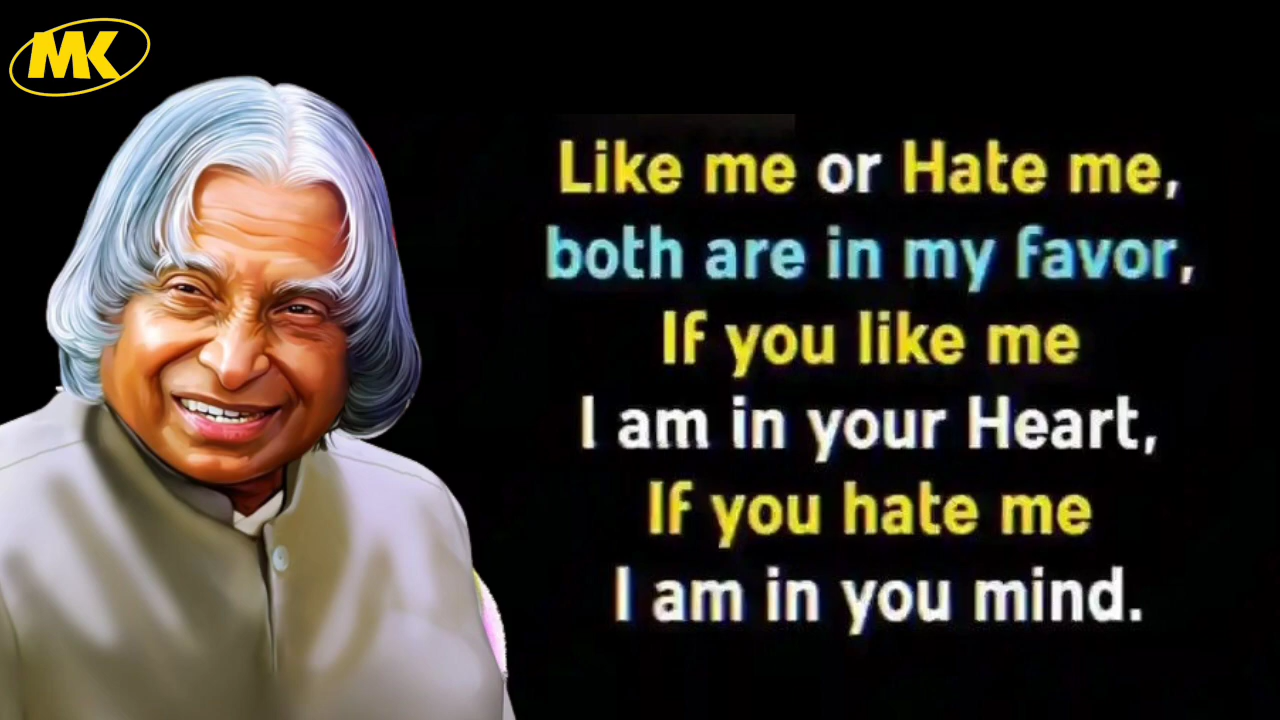 MK
Like me or Hate me,
both are in my favor,
If you like me
I am in your Heart,
If you hate me
I am in you mind.